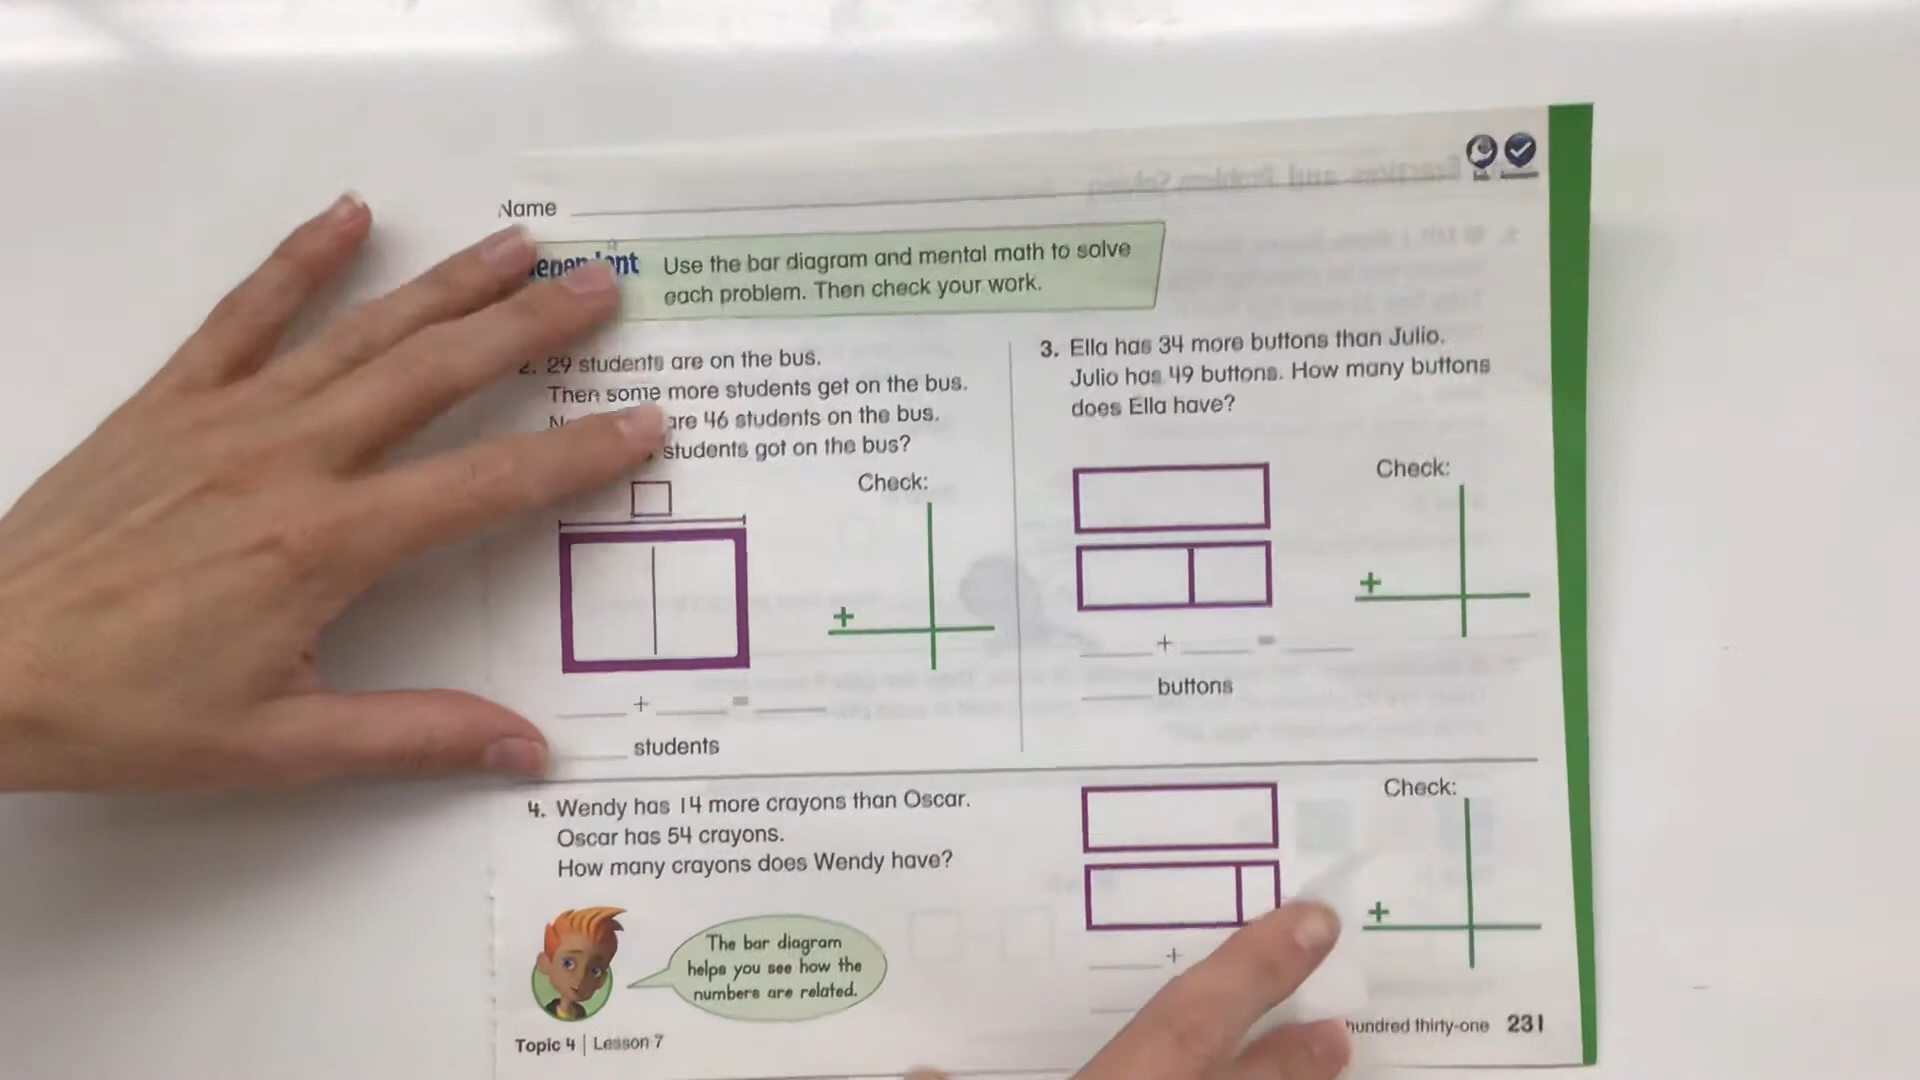 Name
Use the bar diagram and mental math to solve
each problem. Then check your work.
2. 29 students are on the bus.
Then some more students get on the bus.
are 46 students on the bus.
students got on the bus?
Check:
+
+ =
students
3. Ella has 34 more buttons than Julio.
Julio has 49 buttons. How many buttons
does Ella have?
Check:
+
+ =
buttons
4. Wendy has 14 more crayons than Oscar.
Oscar has 54 crayons.
How many crayons does Wendy have?
Check:
+
+
The bar diagram
helps you see how the
numbers are related.
Topic 4 | Lesson 7
hundred thirty-one 231